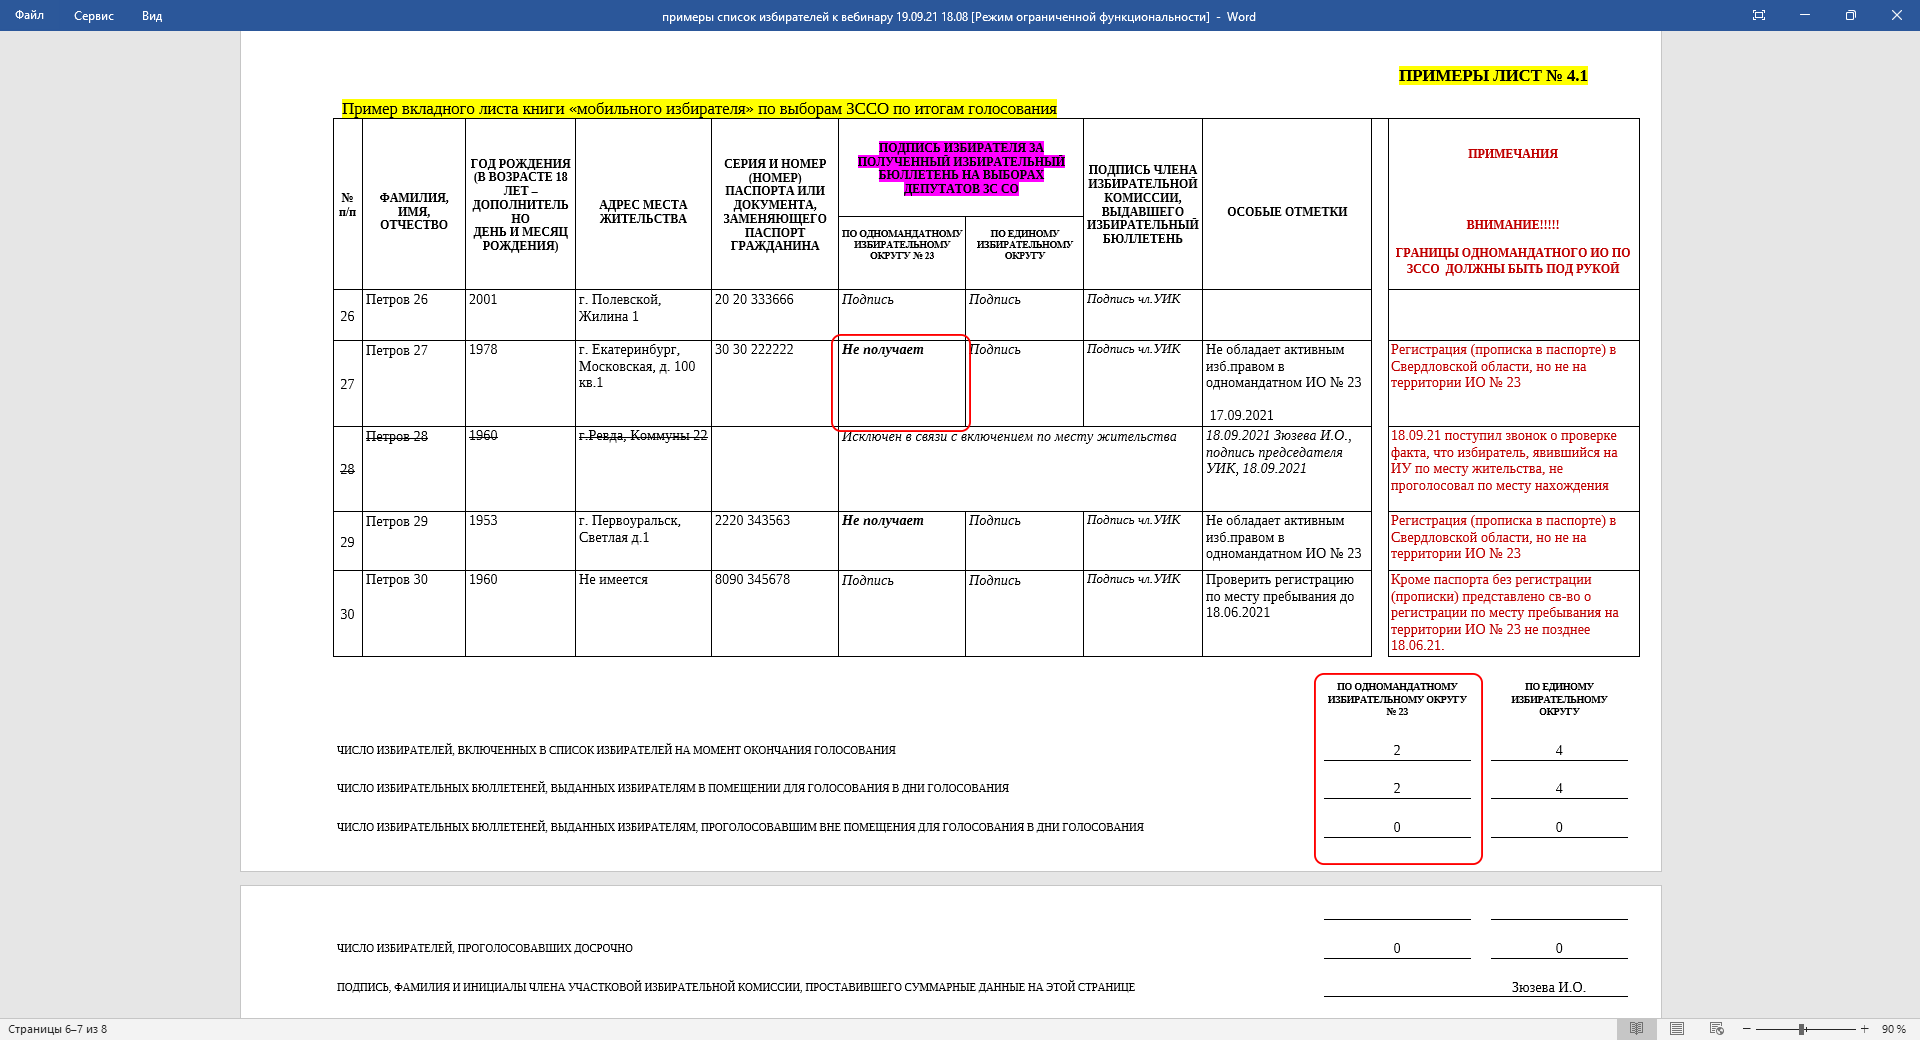 Файл Сервис Вид
примеры список избирателей к вебинару 19.09.21 18.08 [Режим ограниченной функциональности] - Word
ПРИМЕРЫ ЛИСТ № 4.1
Пример вкладного листа книги «мобильного избирателя» по выборам ЗССО по итогам голосования
№
п/п
ФАМИЛИЯ,
ИМЯ,
ОТЧЕСТВО
ГОД РОЖДЕНИЯ
(В ВОЗРАСТЕ 18
ЛЕТ –
ДОПОЛНИТЕЛЬ
НО
ДЕНЬ И МЕСЯЦ
РОЖДЕНИЯ)
АДРЕС МЕСТА
ЖИТЕЛЬСТВА
СЕРИЯ И НОМЕР
(НОМЕР)
ПАСПОРТА ИЛИ
ДОКУМЕНТА,
ЗАМЕНЯЮЩЕГО
ПАСПОРТ
ГРАЖДАНИНА
ПОДПИСЬ ИЗБИРАТЕЛЯ ЗА
ПОЛУЧЕННЫЙ ИЗБИРАТЕЛЬНЫЙ
БЮЛЛЕТЕНЬ НА ВЫБОРАХ
ДЕПУТАТОВ ЗС СО
ПО ОДНОМАНДАТНОМУ
ИЗБИРАТЕЛЬНОМУ
ОКРУГУ № 23
ПО ЕДИНОМУ
ИЗБИРАТЕЛЬНОМУ
ОКРУГУ
ПОДПИСЬ ЧЛЕНА
ИЗБИРАТЕЛЬНОЙ
КОМИССИИ,
ВЫДАВШЕГО
ИЗБИРАТЕЛЬНЫЙ
БЮЛЛЕТЕНЬ
ОСОБЫЕ ОТМЕТКИ
ПРИМЕЧАНИЯ
ВНИМАНИЕ!!!!!
ГРАНИЦЫ ОДНОМАНДАТНОГО ИО ПО
ЗССО ДОЛЖНЫ БЫТЬ ПОД РУКОЙ
26
Петров 26
2001
г. Полевской,
Жилина 1
20 20 333666
Подпись
Подпись
Подпись чл.УИК
27
Петров 27
1978
г. Екатеринбург,
Московская, д. 100
кв.1
30 30 222222
Не получает
Подпись
Подпись чл.УИК
Не обладает активным
изб.правом в
одномандатном ИО № 23
17.09.2021
Регистрация (прописка в паспорте) в
Свердловской области, но не на
территории ИО № 23
28
Петров 28
1960
г.Ревда, Коммуны 22
Исключен в связи с включением по месту жительства
18.09.2021 Зюзева И.О.,
подпись председателя
УИК, 18.09.2021
18.09.21 поступил звонок о проверке
факта, что избиратель, явившийся на
ИУ по месту жительства, не
проголосовал по месту нахождения
29
Петров 29
1953
г. Первоуральск,
Светлая д.1
2220 343563
Не получает
Подпись
Подпись чл.УИК
Не обладает активным
изб.правом в
одномандатном ИО № 23
Регистрация (прописка в паспорте) в
Свердловской области, но не на
территории ИО № 23
30
Петров 30
1960
Не имеется
8090 345678
Подпись
Подпись
Подпись чл.УИК
Проверить регистрацию
по месту пребывания до
18.06.2021
Кроме паспорта без регистрации
(прописки) представлено св-во о
регистрации по месту пребывания на
территории ИО № 23 не позднее
18.06.21.
ПО ОДНОМАНДАТНОМУ
ИЗБИРАТЕЛЬНОМУ ОКРУГУ
№ 23
ПО ЕДИНОМУ
ИЗБИРАТЕЛЬНОМУ
ОКРУГУ
ЧИСЛО ИЗБИРАТЕЛЕЙ, ВКЛЮЧЕННЫХ В СПИСОК ИЗБИРАТЕЛЕЙ НА МОМЕНТ ОКОНЧАНИЯ ГОЛОСОВАНИЯ 2 4
ЧИСЛО ИЗБИРАТЕЛЬНЫХ БЮЛЛЕТЕНЕЙ, ВЫДАННЫХ ИЗБИРАТЕЛЯМ В ПОМЕЩЕНИИ ДЛЯ ГОЛОСОВАНИЯ В ДНИ ГОЛОСОВАНИЯ 2 4
ЧИСЛО ИЗБИРАТЕЛЬНЫХ БЮЛЛЕТЕНЕЙ, ВЫДАННЫХ ИЗБИРАТЕЛЯМ, ПРОГОЛОСОВАВШИМ ВНЕ ПОМЕЩЕНИЯ ДЛЯ ГОЛОСОВАНИЯ В ДНИ ГОЛОСОВАНИЯ 0 0
ЧИСЛО ИЗБИРАТЕЛЕЙ, ПРОГОЛОСОВАВШИХ ДОСРОЧНО 0 0
ПОДПИСЬ, ФАМИЛИЯ И ИНИЦИАЛЫ ЧЛЕНА УЧАСТКОВОЙ ИЗБИРАТЕЛЬНОЙ КОМИССИИ, ПРОСТАВИВШЕГО СУММАРНЫЕ ДАННЫЕ НА ЭТОЙ СТРАНИЦЕ Зюзева И.О.
Страницы 6–7 из 8
90 %